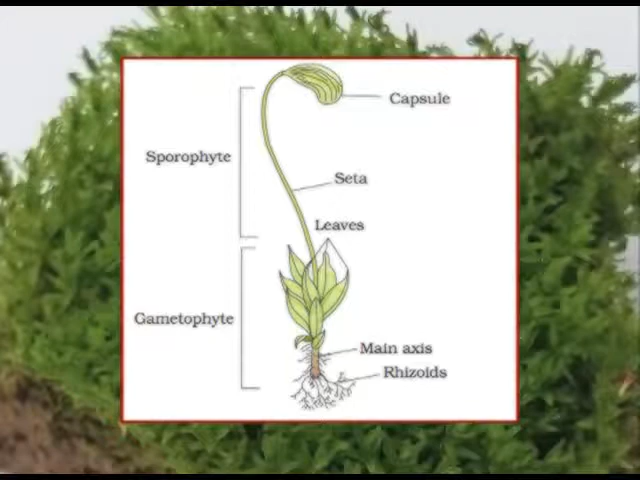 Capsule
Sporophyte
Seta
Leaves
Gametophyte
Main axis
Rhizoids